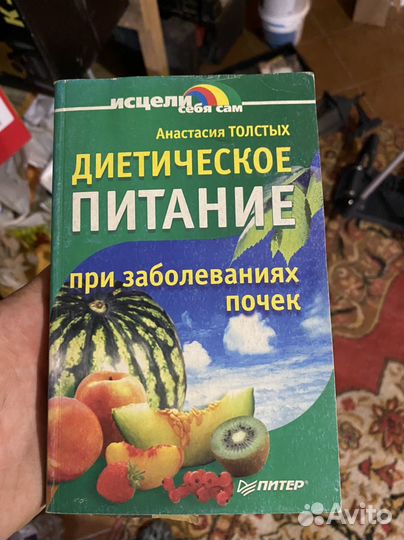 исцели
себя сам
Анастасия ТОЛСТЫХ
ДИЕТИЧЕСКОЕ
ПИТАНИЕ
при заболеваниях
почек
ПИТЕР®
Avito